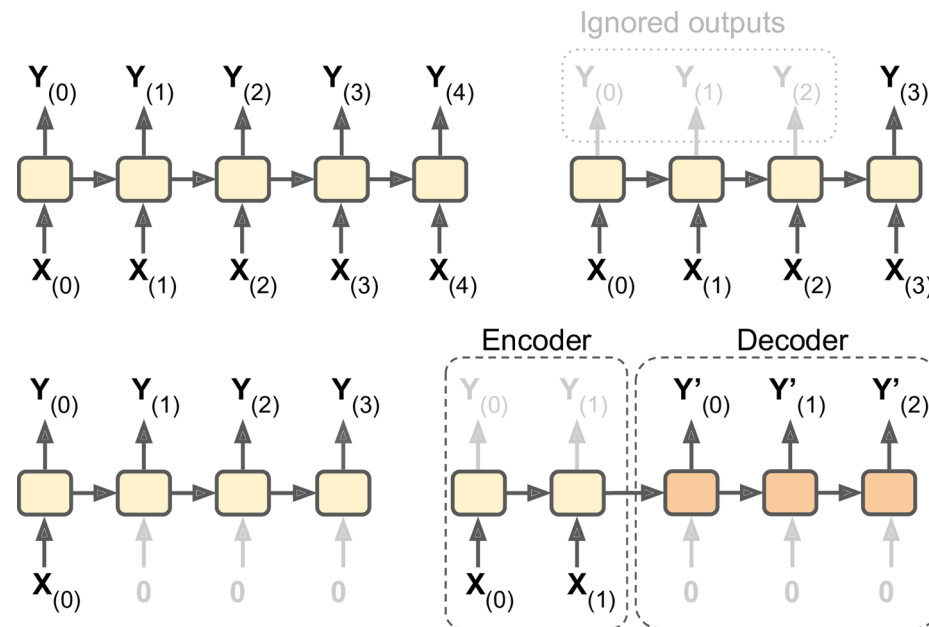 Ignored outputs
Y(0) Y(1) Y(2) Y(3) Y(4)
Y(0) Y(1) Y(2) Y(3)
X(0) X(1) X(2) X(3) X(4)
X(0) X(1) X(2) X(3)
Encoder Decoder
Y(0) Y(1) Y(2) Y(3)
Y(0) Y(1) Y’(0) Y’(1) Y’(2)
X(0) 0 0 0
X(0) X(1) 0 0 0